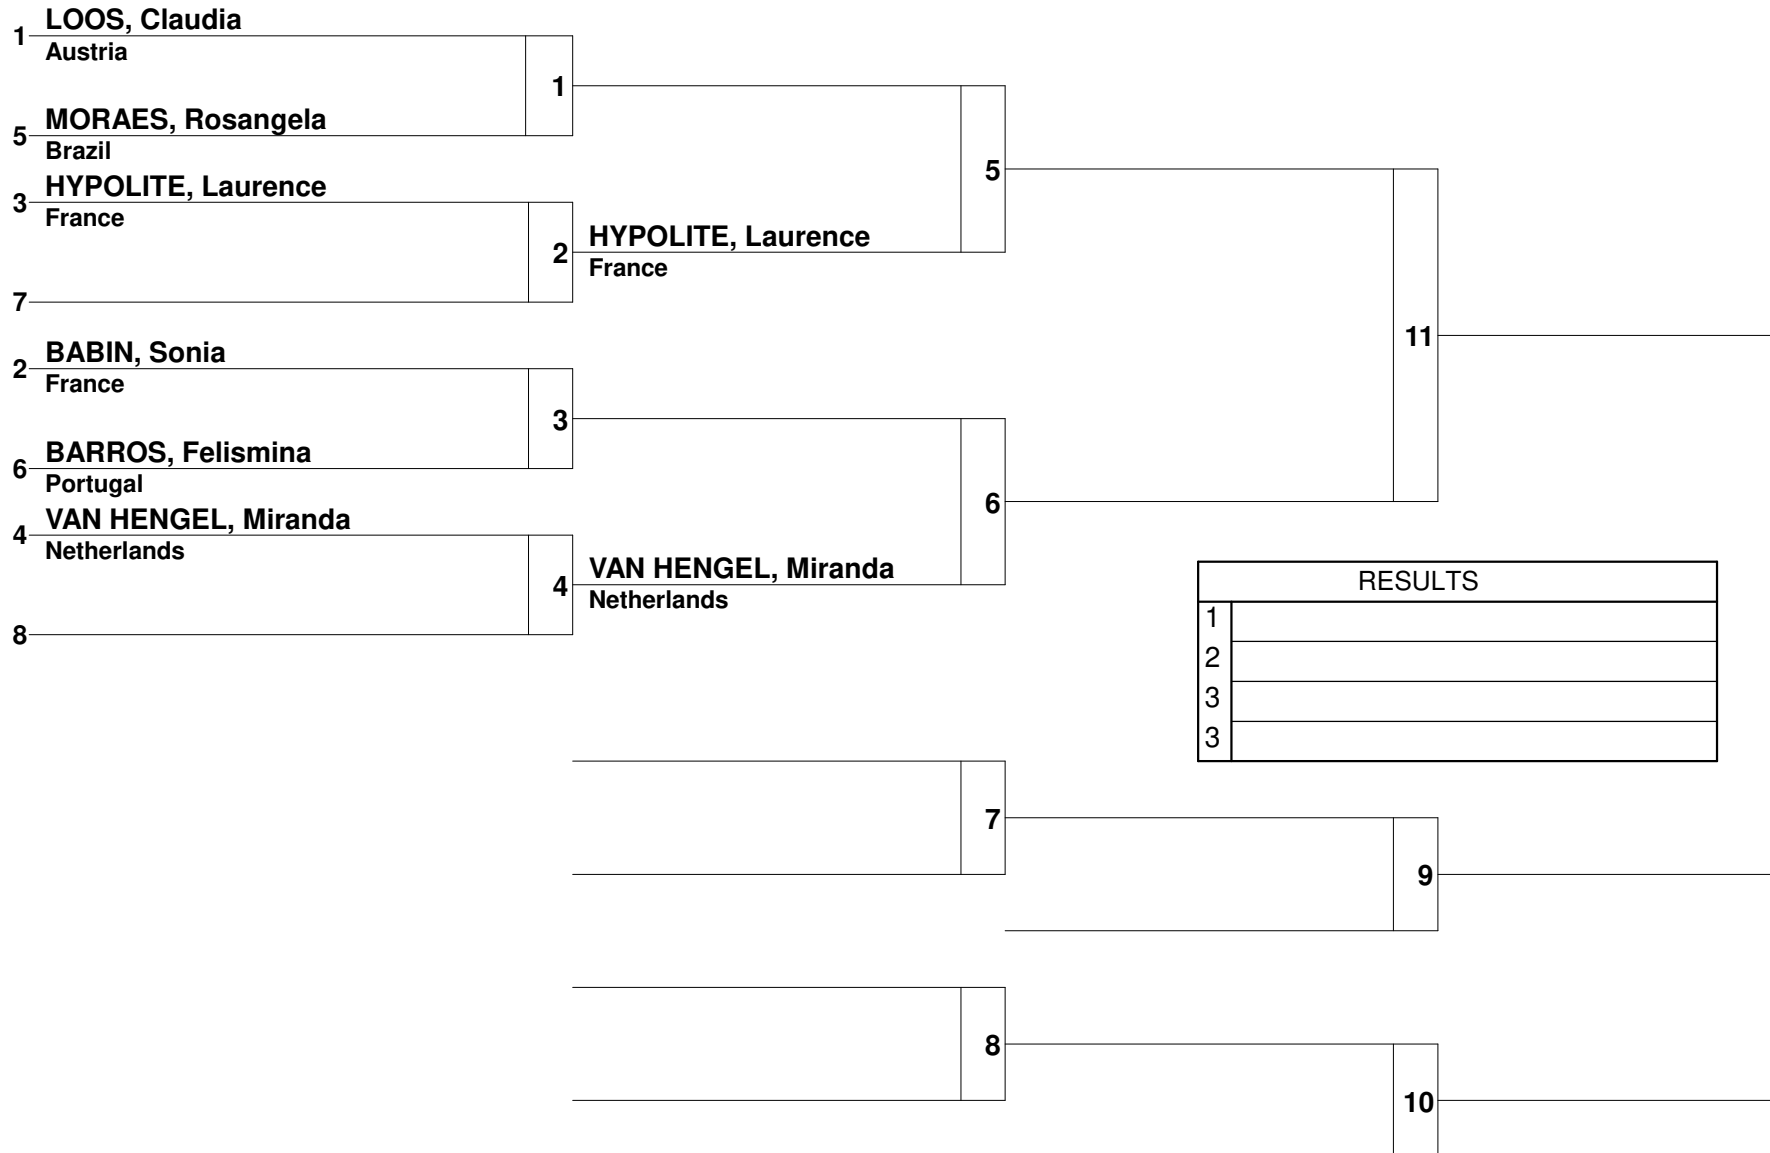 LOOS, Claudia
1
Austria
1
MORAES, Rosangela
5
Brazil
HYPOLITE, Laurence
3
France
5
2
HYPOLITE, Laurence
France
7
11
BABIN, Sonia
2
France
3
BARROS, Felismina
6
Portugal
VAN HENGEL, Miranda
4
Netherlands
6
4
VAN HENGEL, Miranda
Netherlands
8
RESULTS
1
2
3
3
7
9
8
10